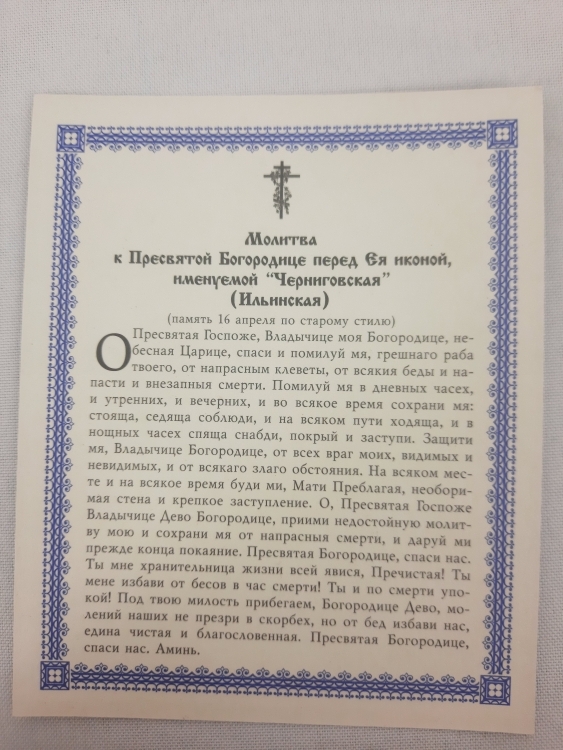 Молитва
к Пресвятой Богородице перед Ея иконой,
именуемой “Черниговская”
(Ильинская)
(память 16 апреля по старому стилю)
О Пресвятая Госпоже, Владычице моя Богородице, не-
бесная Царице, спаси и помилуй мя, грешнаго раба
твоего, от напрасным клеветы, от всякия беды и на-
пасти и внезапныя смерти. Помилуй мя в дневных часех,
и утренних, и вечерних, и во всякое время сохрани мя:
стояща, седяща соблюди, и на всяком пути ходяща, и в
нощных часех спяща снабди, покрый и заступи. Защити
мя, Владычице Богородице, от всех враг моих, видимых и
невидимых, и от всякаго злаго обстояния. На всяком мес-
те и на всякое время буди ми, Мати Преблагая, необори-
мая стена и крепкое заступление. О, Пресвятая Госпоже
Владычице Дево Богородице, приими недостойную молит-
ву мою и сохрани мя от напрасныя смерти, и даруй ми
прежде конца покаяние. Пресвятая Богородице, спаси нас.
Ты мне хранительница жизни всей явися, Пречистая! Ты
мене избави от бесов в час смерти! Ты и по смерти упо-
кой! Под твою милость прибегаем, Богородице Дево, мо-
лений наших не презри в скорбех, но от бед избави нас,
едина чистая и благословенная. Пресвятая Богородице,
спаси нас. Аминь.